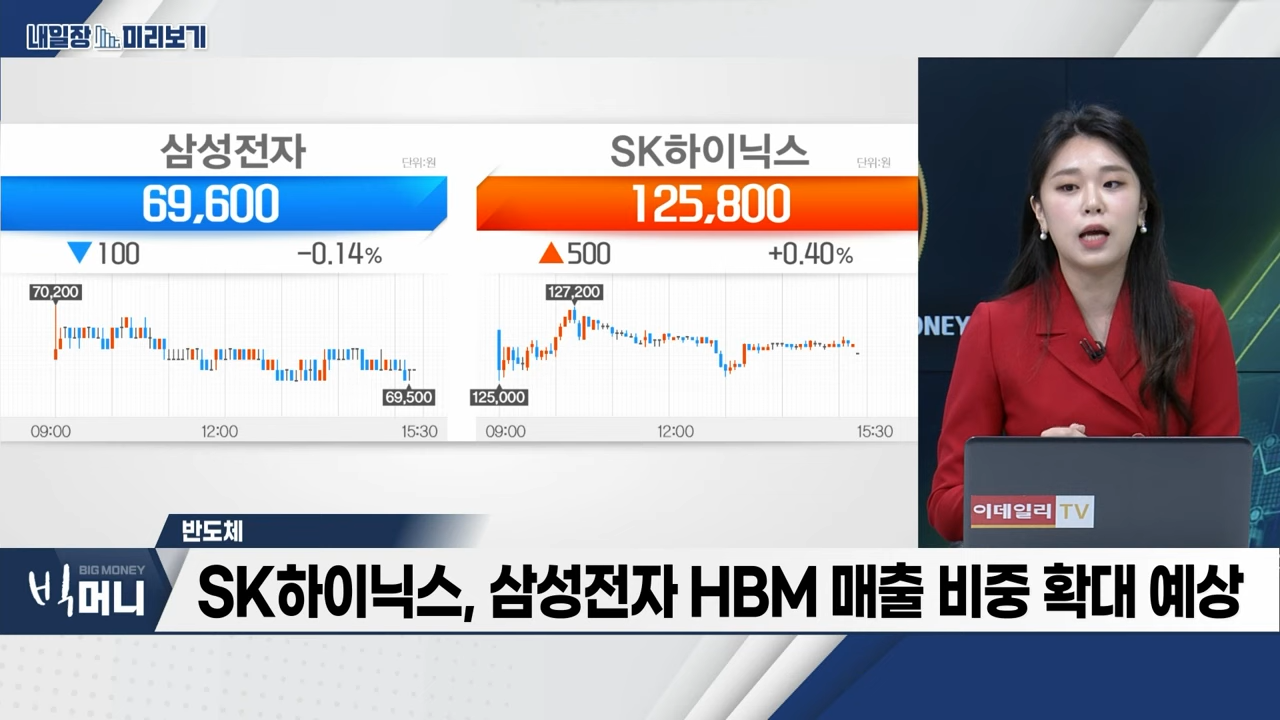 내일장 미리보기
삼성전자
단위:원
69,600
▼100 -0.14%
70,200
69,500
09:00 12:00 15:30
SK하이닉스
단위:원
125,800
▲500 +0.40%
127,200
125,000
09:00 12:00 15:30
ONEY
이데일리 TV
반도체
BIG MONEY
빅머니
SK하이닉스, 삼성전자 HBM 매출 비중 확대 예상